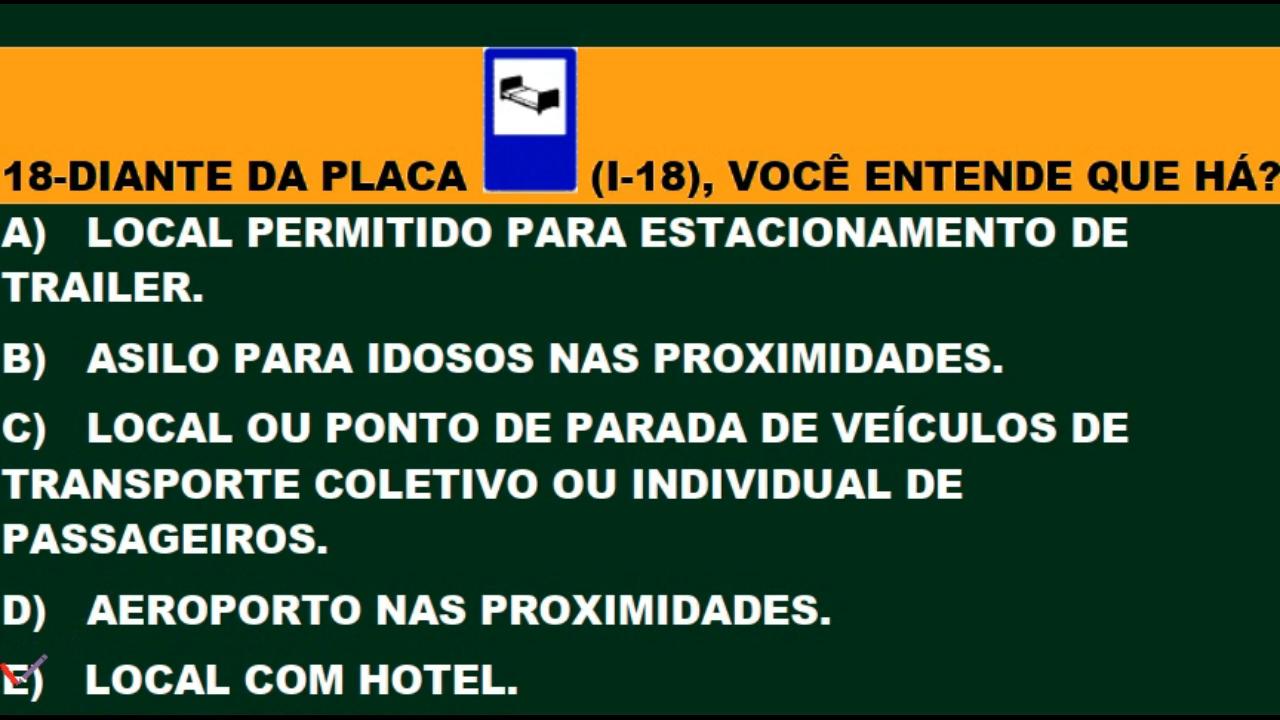 18-DIANTE DA PLACA (I-18), VOCÊ ENTENDE QUE HÁ?
A) LOCAL PERMITIDO PARA ESTACIONAMENTO DE
TRAILER.
B) ASILO PARA IDOSOS NAS PROXIMIDADES.
C) LOCAL OU PONTO DE PARADA DE VEÍCULOS DE
TRANSPORTE COLETIVO OU INDIVIDUAL DE
PASSAGEIROS.
D) AEROPORTO NAS PROXIMIDADES.
E) LOCAL COM HOTEL.